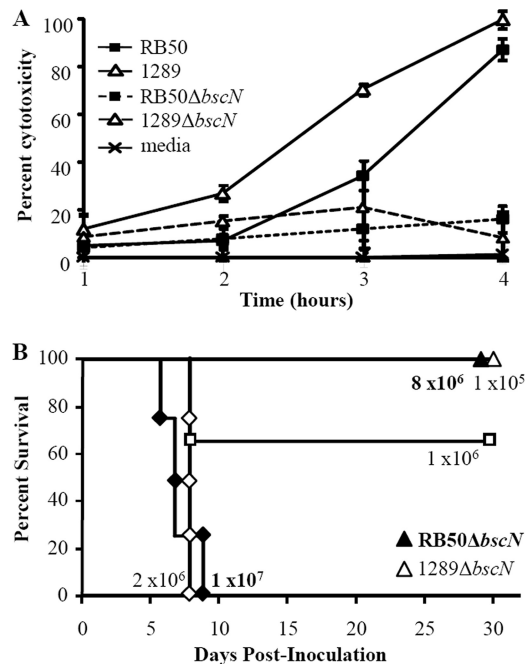 A
Percent cytotoxicity
100
80
60
40
20
0
RB50
1289
RB50ΔbscN
1289ΔbscN
media
1
2
3
4
Time (hours)
B
Percent Survival
100
80
60
40
20
0
8 x10⁶ 1 x10⁵
1 x10⁶
RB50ΔbscN
1289ΔbscN
2 x10⁶
1 x10⁷
0
5
10
15
20
25
30
Days Post-Inoculation